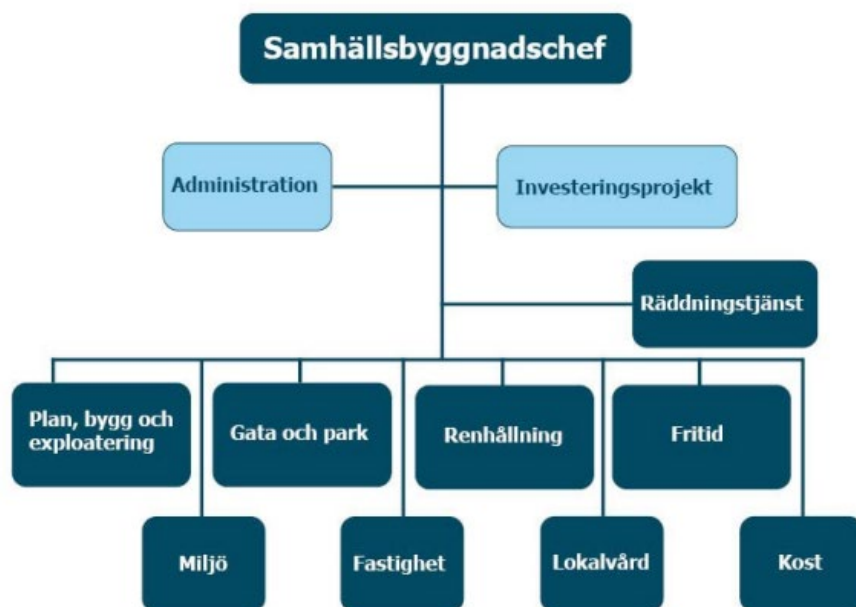 Samhällsbyggnadschef
Administration
Investeringsprojekt
Räddningstjänst
Plan, bygg och
exploatering
Gata och park
Renhållning
Fritid
Miljö
Fastighet
Lokalvård
Kost